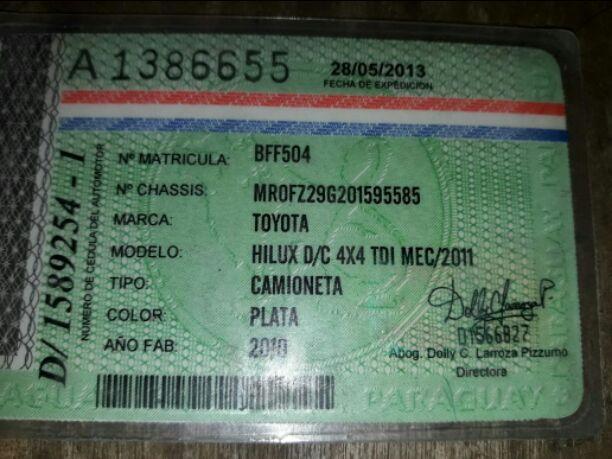 A1386655
28/05/2013
FECHA DE EXPEDICION
D/1589254-1
NUMERO DE CEDULA DEL AUTOMOTOR
Nº MATRICULA: BFF504
Nº CHASSIS: MROFZ29G201595585
MARCA: TOYOTA
MODELO: HILUX D/C 4X4 TDI MEC/2011
TIPO: CAMIONETA
COLOR: PLATA
AÑO FAB: 2010
D1566827
Abog. Dolly C. Larroza Pizzurno
Directora
PARAGUAY